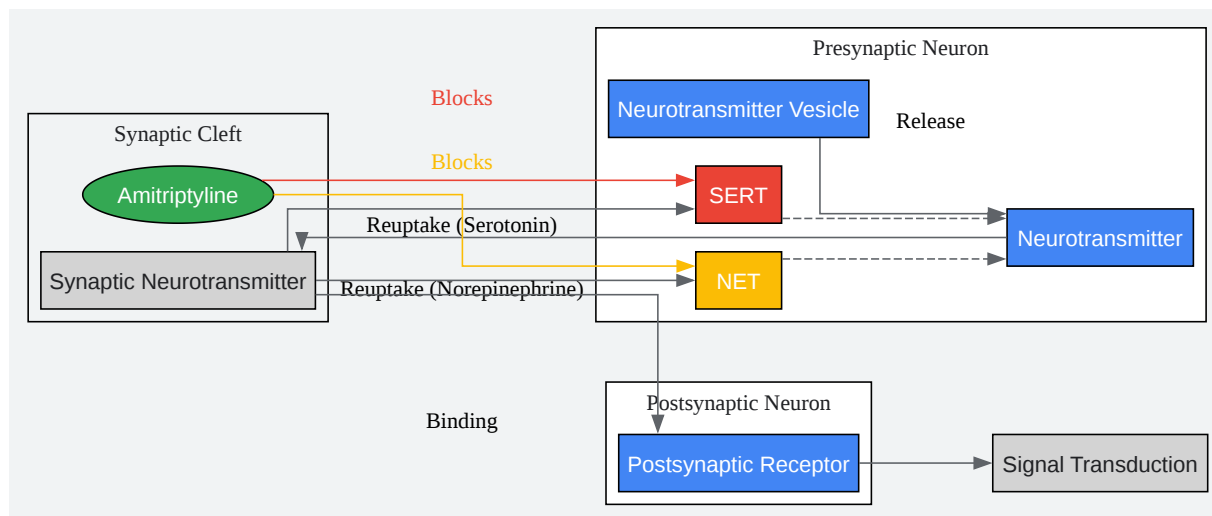 Presynaptic Neuron
Neurotransmitter Vesicle
Release
Blocks
Synaptic Cleft
Blocks
Amitriptyline
SERT
Reuptake (Serotonin)
Neurotransmitter
Synaptic Neurotransmitter
NET
Reuptake (Norepinephrine)
Postsynaptic Neuron
Binding
Postsynaptic Receptor
Signal Transduction